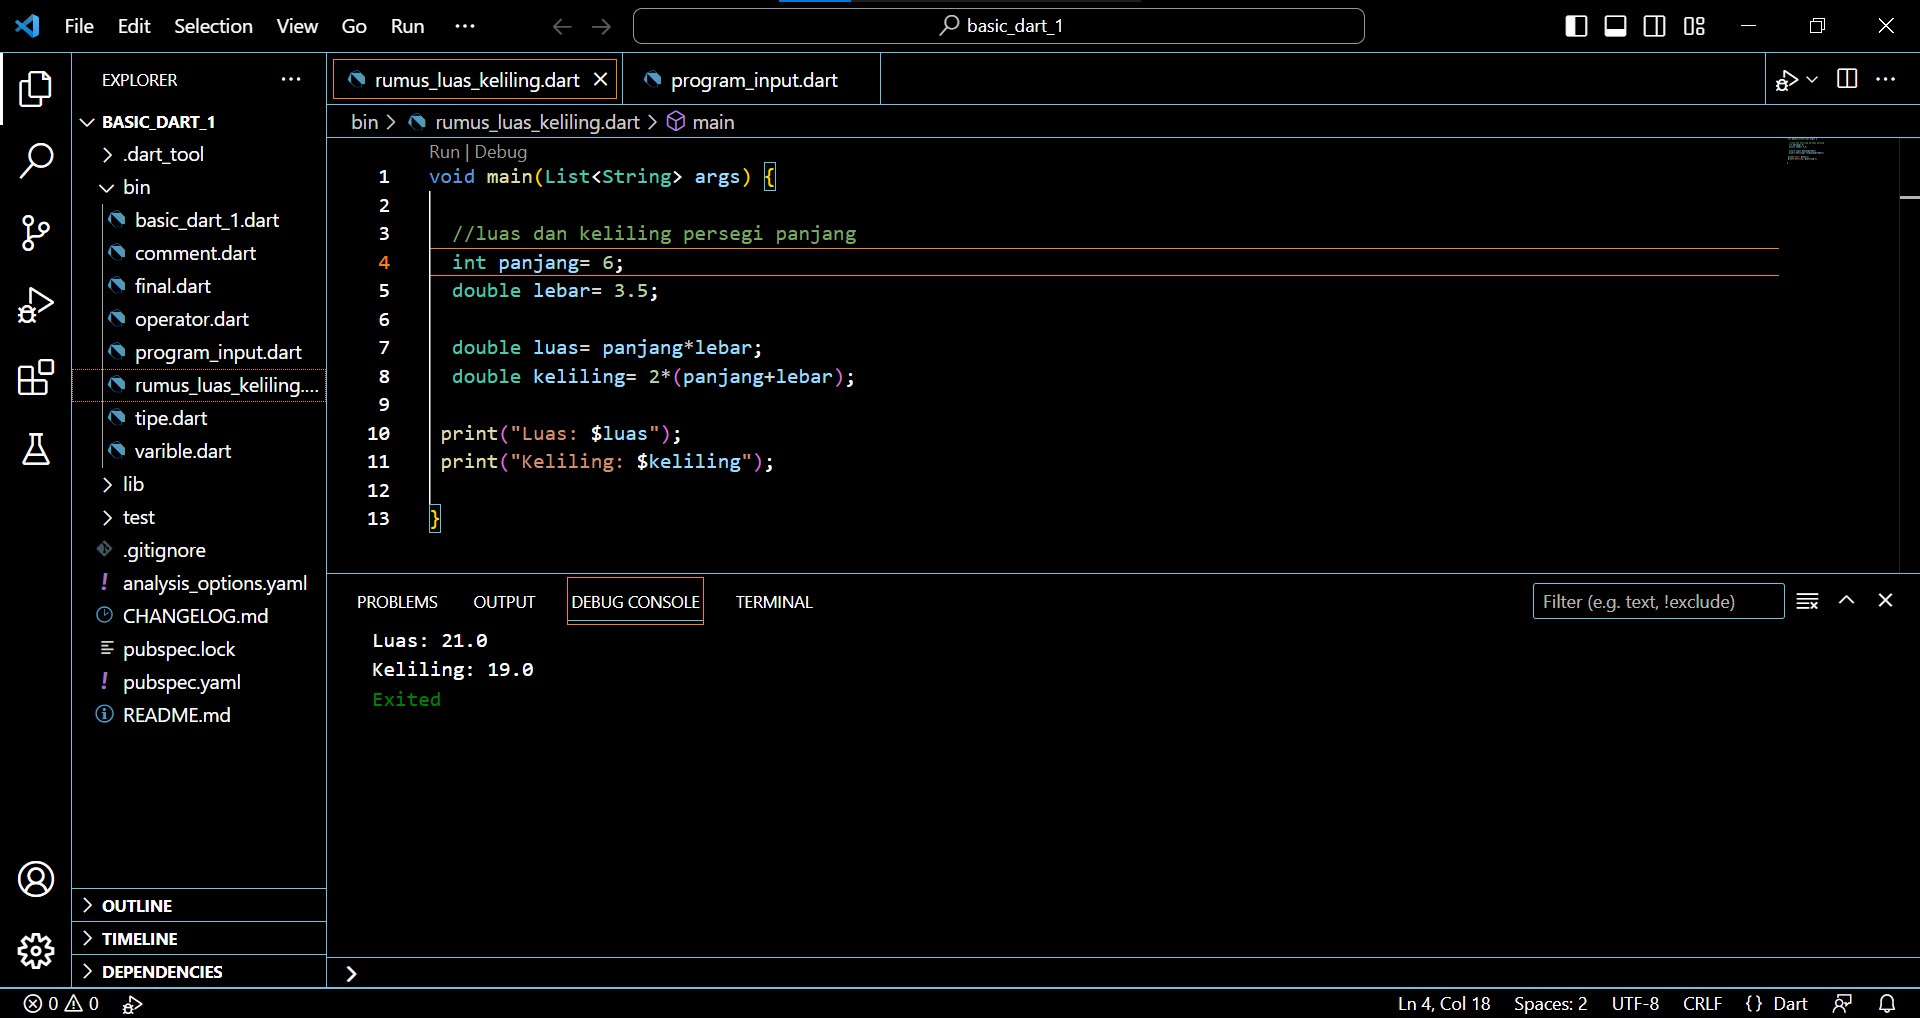 File Edit Selection View Go Run ···
basic_dart_1
EXPLORER ···
BASIC_DART_1
.dart_tool
bin
basic_dart_1.dart
comment.dart
final.dart
operator.dart
program_input.dart
rumus_luas_keliling....
tipe.dart
varible.dart
lib
test
.gitignore
analysis_options.yaml
CHANGELOG.md
pubspec.lock
pubspec.yaml
README.md
OUTLINE
TIMELINE
DEPENDENCIES
rumus_luas_keliling.dart program_input.dart
bin > rumus_luas_keliling.dart > main
Run | Debug
1 void main(List<String> args) {
2
3 //luas dan keliling persegi panjang
4 int panjang= 6;
5 double lebar= 3.5;
6
7 double luas= panjang*lebar;
8 double keliling= 2*(panjang+lebar);
9
10 print("Luas: $luas");
11 print("Keliling: $keliling");
12
13 }
PROBLEMS OUTPUT DEBUG CONSOLE TERMINAL Filter (e.g. text, !exclude)
Luas: 21.0
Keliling: 19.0
Exited
>
0 0 Ln 4, Col 18 Spaces: 2 UTF-8 CRLF {} Dart